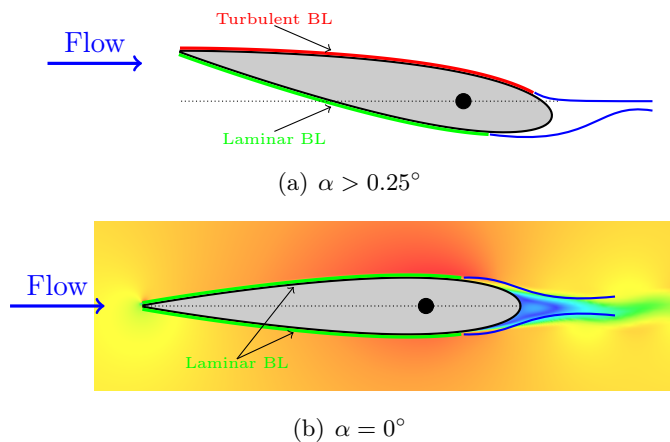 Turbulent BL
Flow
Laminar BL
(a) α > 0.25°
Flow
Laminar BL
(b) α = 0°